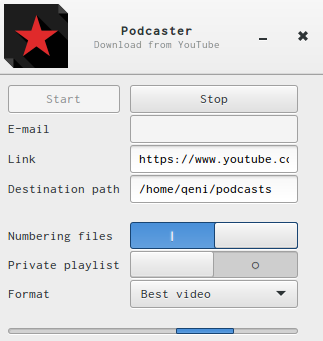 Podcaster
Download from YouTube
Start
Stop
E-mail
Link
https://www.youtube.co
Destination path
/home/qeni/podcasts
Numbering files
Private playlist
Format
Best video